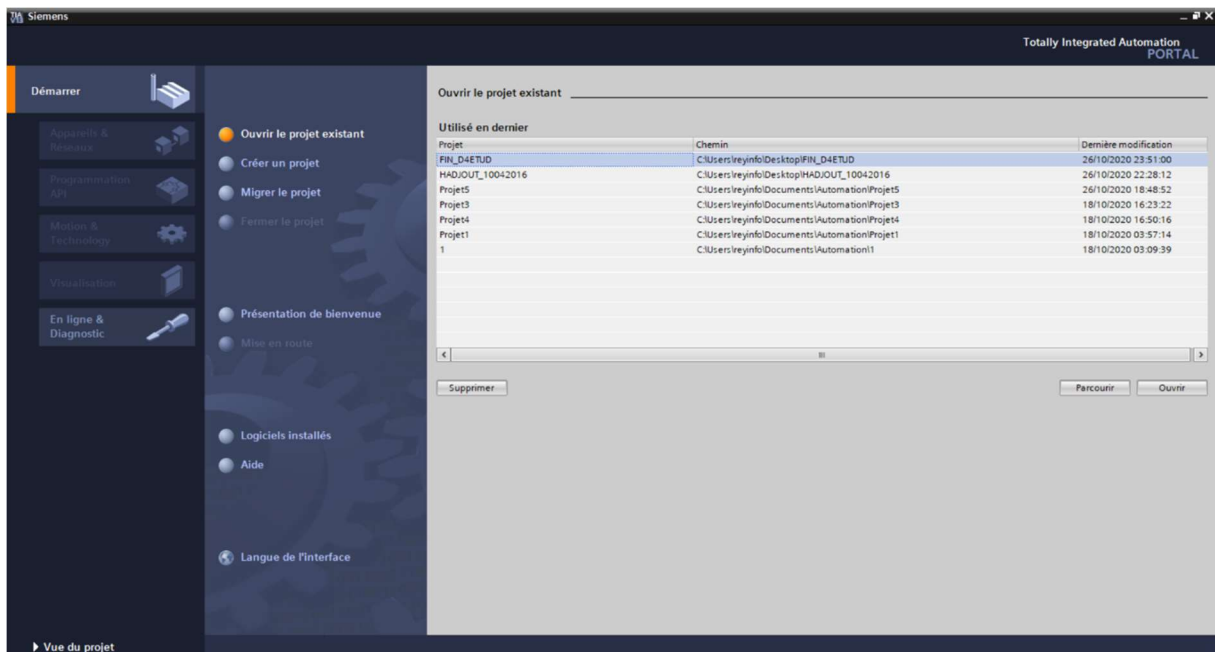 Siemens
Totally Integrated Automation
PORTAL
Démarrer
Appareils &
Réseaux
Programmation
API
Motion &
Technology
Visualisation
En ligne &
Diagnostic
Vue du projet
Ouvrir le projet existant
Créer un projet
Migrer le projet
Fermer le projet
Présentation de bienvenue
Mise en route
Logiciels installés
Aide
Langue de l'interface
Ouvrir le projet existant
Utilisé en dernier
Projet Chemin Dernière modification
FIN_D4ETUD C:\Users\reyinfo\Desktop\FIN_D4ETUD 26/10/2020 23:51:00
HADJOUT_10042016 C:\Users\reyinfo\Desktop\HADJOUT_10042016 26/10/2020 22:28:12
Projet5 C:\Users\reyinfo\Documents\Automation\Projet5 26/10/2020 18:48:52
Projet3 C:\Users\reyinfo\Documents\Automation\Projet3 18/10/2020 16:23:22
Projet4 C:\Users\reyinfo\Documents\Automation\Projet4 18/10/2020 16:50:16
Projet1 C:\Users\reyinfo\Documents\Automation\Projet1 18/10/2020 03:57:14
1 C:\Users\reyinfo\Documents\Automation\1 18/10/2020 03:09:39
Supprimer Parcourir Ouvrir